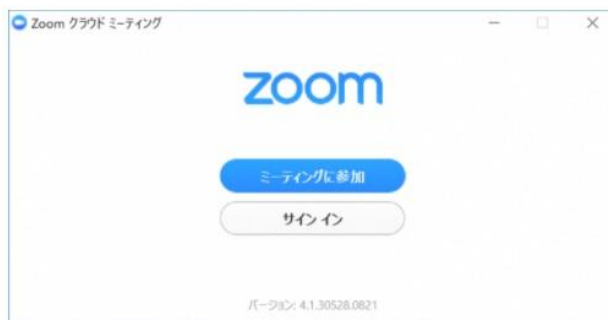 Zoom クラウド ミーティング
zoom
ミーティングに参加
サイン イン
バージョン: 4.1.30528.0821